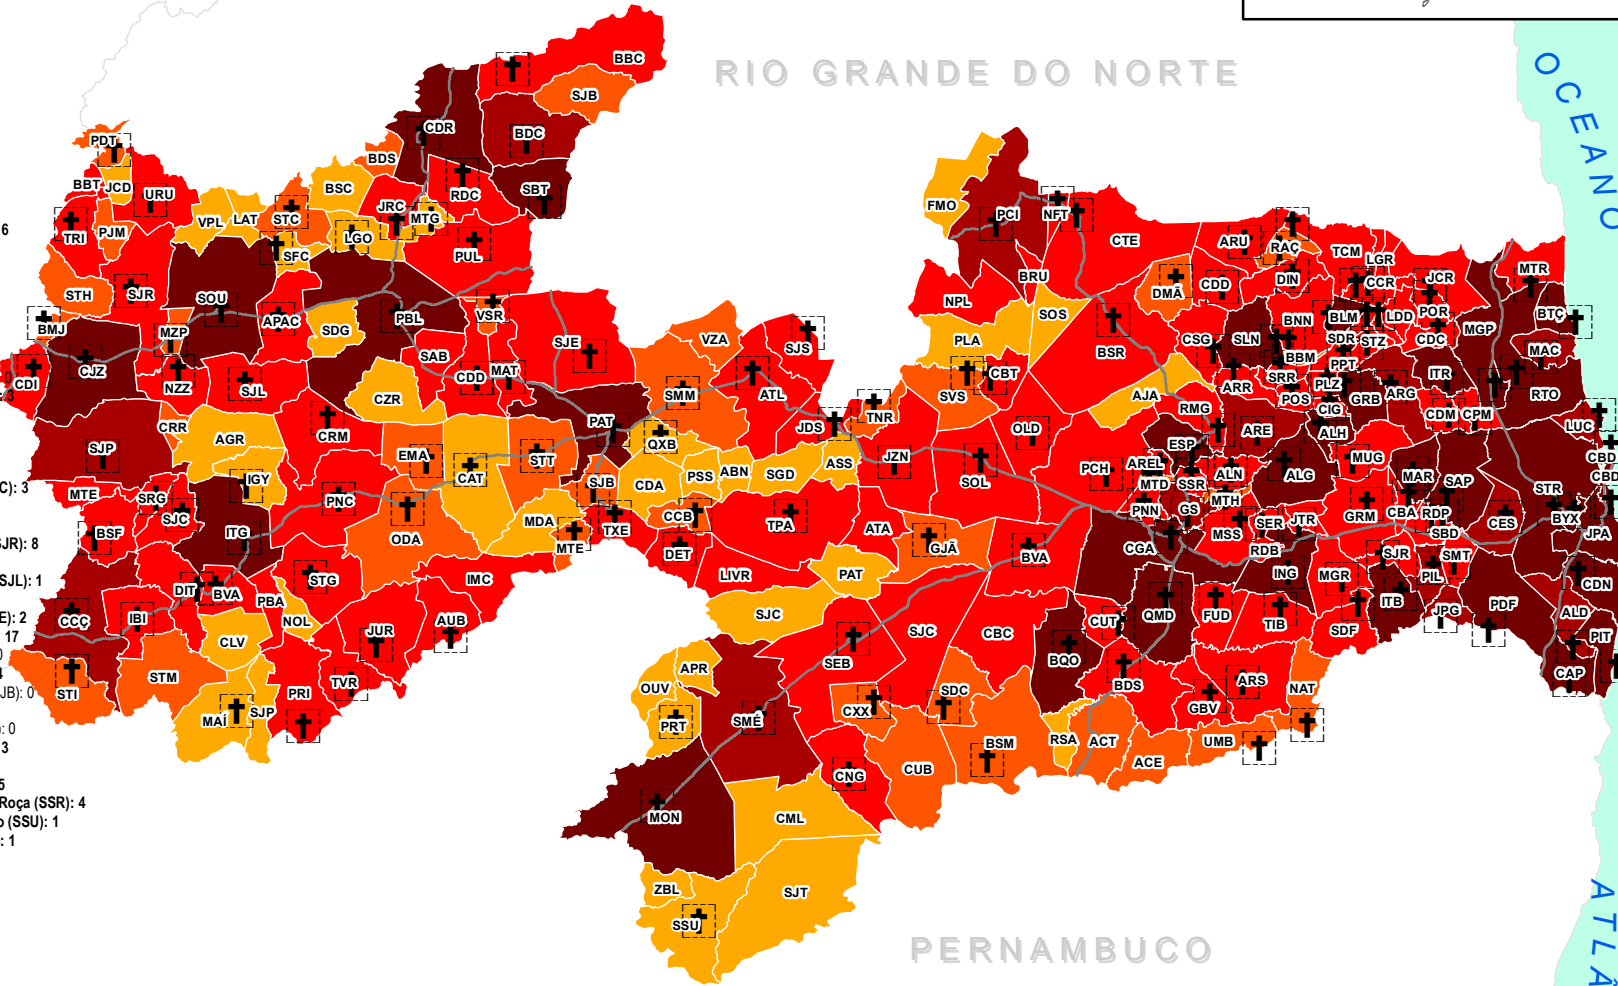 RIO GRANDE DO NORTE
OCEANO
ATLÂ
PERNAMBUCO
6
3
C): 3
SJR): 8
SJL): 1
E): 2
17
JB): 0
): 0
3
5
Roça (SSR): 4
o (SSU): 1
: 1
BBC
SJB
CDR
BDC
PDT
BDS
BBT
JCD
URU
BSC
RDC
SBT
JRC
MTG
VPL
LAT
STC
TRI
PJM
LGO
SFC
PUL
STH
SJR
SOU
BMJ
MZP
APAC
SDG
PBL
VSR
SJE
SAB
CDI
CJZ
NZZ
SJL
CDD
MAT
CZR
VZA
SJS
SMM
ATL
CRR
AGR
CRM
PAT
JDS
TNR
SJP
QXB
EMA
STT
CAT
IGY
MTE
SRG
SJC
PNC
SJB
CDA
PSS
ABN
SGD
ASS
JZN
BSF
ITG
ODA
MDA
MTE
TXE
CCB
DET
TPA
ATA
GJÃ
DIT
BVA
STG
IMC
LIVR
PAT
PBA
NOL
CCÇ
IBI
CLV
JUR
AUB
SJC
STI
STM
PRI
TVR
MAI
SJP
APR
OUV
PRT
SMÉ
SEB
SJC
CBC
CXX
SDC
CNG
CUB
BSM
MON
CML
ZBL
SSU
SJT
FMO
PCI
NFT
CTE
BRU
NPL
SOS
PLA
BSR
DMÃ
CDD
ARU
RAC
DIN
TCM
LGR
CCR
JCR
MTR
BTÇ
SVS
CBT
AJA
OLD
SOL
PCH
CSG
SLN
BNN
BBM
BLM
LDD
POR
CDC
MGP
SDR
STZ
MAC
PPT
ARR
SRR
POS
PLZ
CIG
GRB
ARG
ITR
RTO
RMG
ESP
ARE
ALH
CDM
CPM
LUC
CBD
CBD
AREL
MTD
SSR
ALN
ALG
MUG
MAR
SAP
STR
PNN
GS
MTH
MSS
SER
JTR
GRM
CBA
RDP
SBD
CES
BYX
JPA
CGA
RDB
BVA
ING
MGR
SJR
PIL
SMT
CDN
QMD
FUD
TIB
SDF
ITB
JPG
PDF
ALD
PIT
CUT
BQO
BDS
GBV
ARS
NAT
CAP
RSA
ACT
ACE
UMB